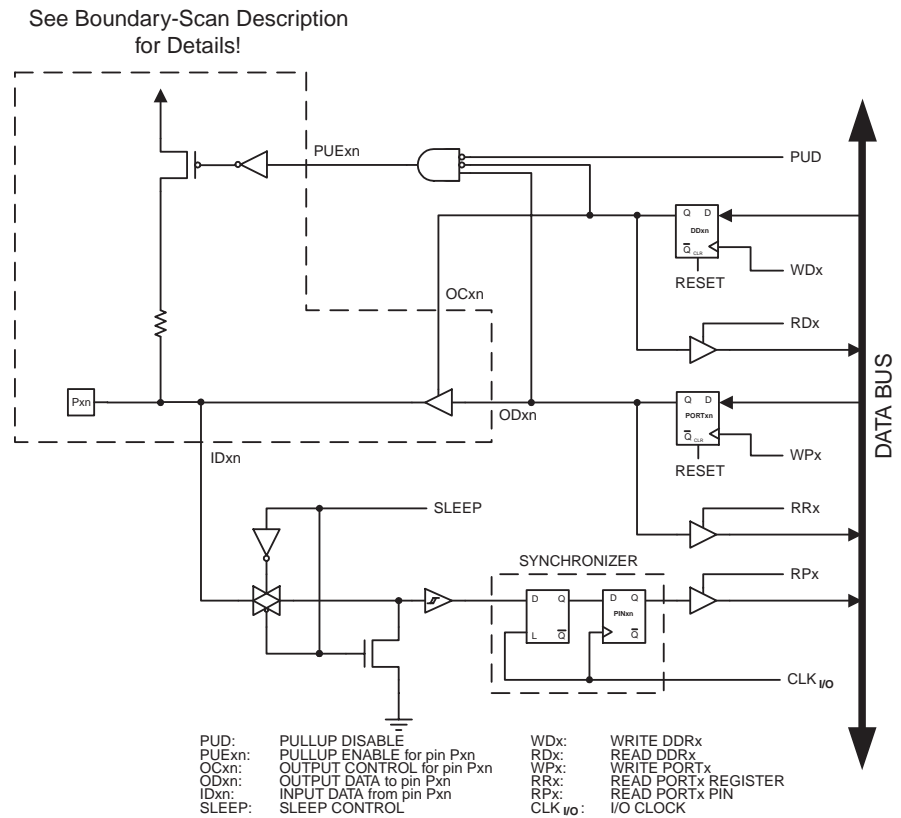 See Boundary-Scan Description
for Details!
PUExn
PUD
Q D
DDxn
Q CLR
WDx
RESET
OCxn
RDx
Pxn
ODxn
Q D
PORTxn
Q CLR
WPx
RESET
IDxn
DATA BUS
SLEEP
RRx
SYNCHRONIZER
RPx
D Q
L Q
D Q
PINxn
Q
CLK I/O
PUD: PULLUP DISABLE
PUExn: PULLUP ENABLE for pin Pxn
OCxn: OUTPUT CONTROL for pin Pxn
ODxn: OUTPUT DATA to pin Pxn
IDxn: INPUT DATA from pin Pxn
SLEEP: SLEEP CONTROL
WDx: WRITE DDRx
RDx: READ DDRx
WPx: WRITE PORTx
RRx: READ PORTx REGISTER
RPx: READ PORTx PIN
CLK I/O: I/O CLOCK